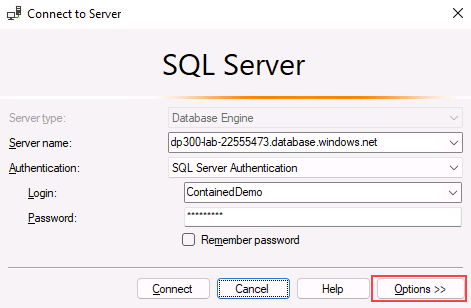 Connect to Server
SQL Server
Server type: Database Engine
Server name: dp300-lab-22555473.database.windows.net
Authentication: SQL Server Authentication
Login: ContainedDemo
Password: *********
Remember password
Connect Cancel Help Options >>